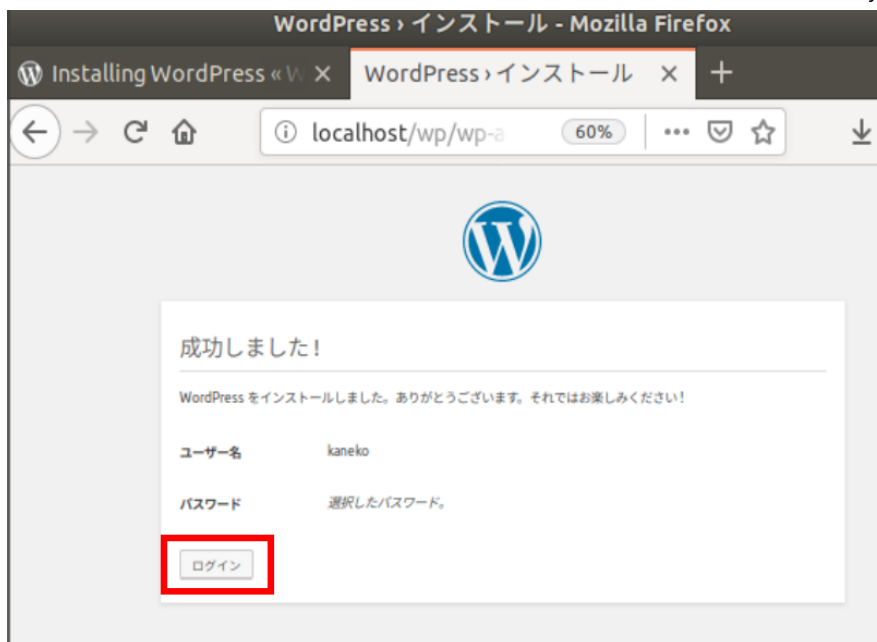 WordPress › インストール - Mozilla Firefox
Installing WordPress « W
WordPress › インストール
localhost/wp/wp-a
60%
成功しました!
WordPress をインストールしました。ありがとうございます。それではお楽しみください!
ユーザー名 kaneko
パスワード 選択したパスワード。
ログイン